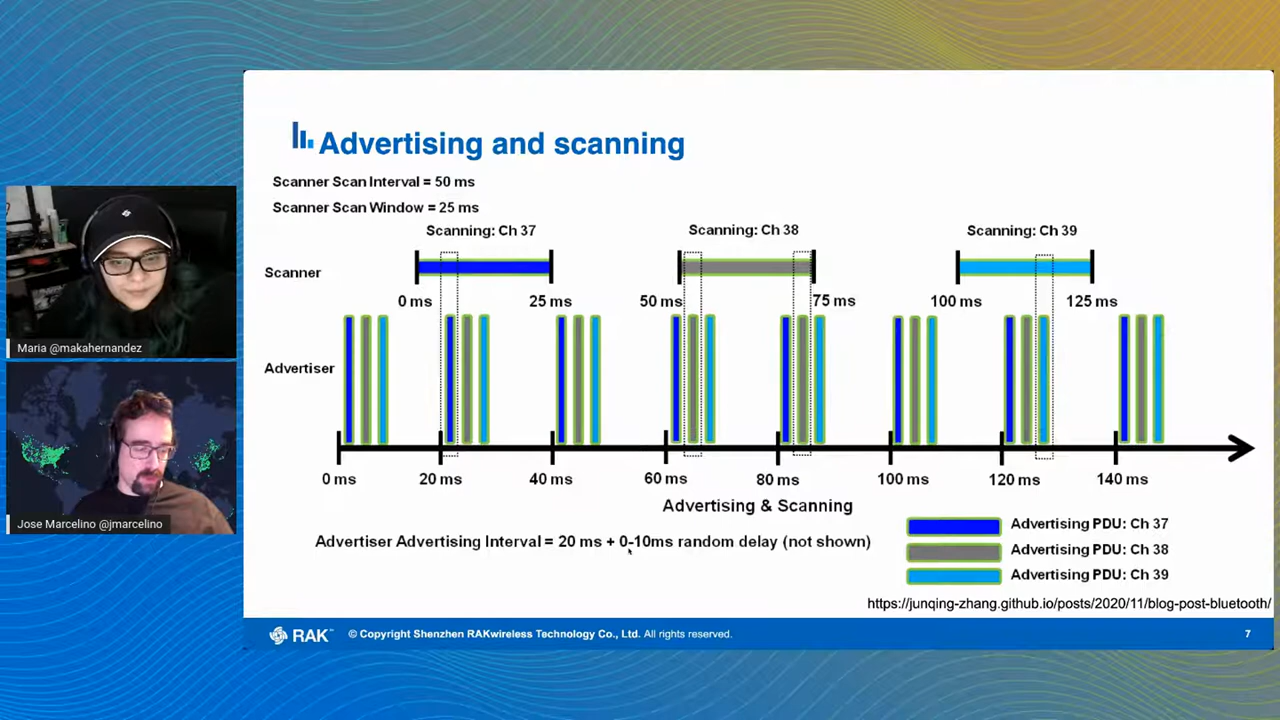 Advertising and scanning
Scanner Scan Interval = 50 ms
Scanner Scan Window = 25 ms
Scanning: Ch 37
Scanning: Ch 38
Scanning: Ch 39
Scanner
0 ms
25 ms
50 ms
75 ms
100 ms
125 ms
Advertiser
0 ms
20 ms
40 ms
60 ms
80 ms
100 ms
120 ms
140 ms
Advertising & Scanning
Advertiser Advertising Interval = 20 ms + 0-10ms random delay (not shown)
Advertising PDU: Ch 37
Advertising PDU: Ch 38
Advertising PDU: Ch 39
https://junqing-zhang.github.io/posts/2020/11/blog-post-bluetooth/
RAK™
© Copyright Shenzhen RAKwireless Technology Co., Ltd. All rights reserved.
7
Maria @makahernandez
Jose Marcelino @jmarcelino